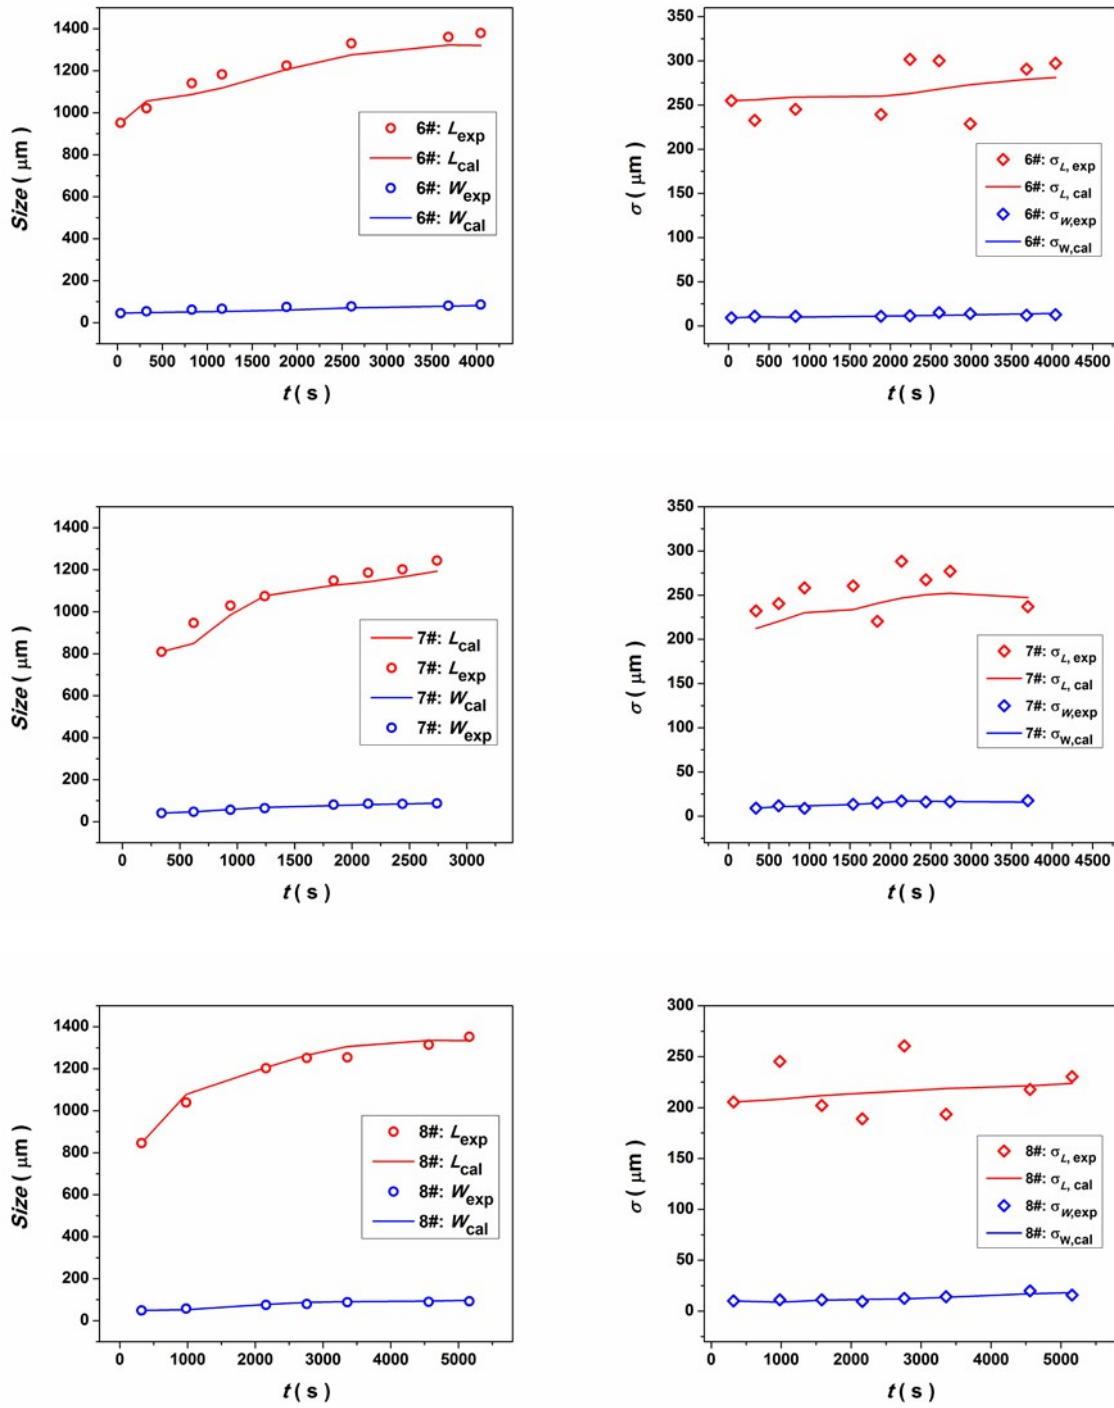 1400
1200
1000
800
600
400
200
0
Size ( μm )
6#: Lexp
6#: Lcal
6#: Wexp
6#: Wcal
0 500 1000 1500 2000 2500 3000 3500 4000
t ( s )
350
300
250
200
150
100
50
0
σ ( μm )
6#: σL, exp
6#: σL, cal
6#: σW,exp
6#: σW,cal
0 500 1000 1500 2000 2500 3000 3500 4000 4500
t ( s )
1400
1200
1000
800
600
400
200
0
Size ( μm )
7#: Lcal
7#: Lexp
7#: Wcal
7#: Wexp
0 500 1000 1500 2000 2500 3000
t ( s )
350
300
250
200
150
100
50
0
σ ( μm )
7#: σL, exp
7#: σL, cal
7#: σW,exp
7#: σW,cal
0 500 1000 1500 2000 2500 3000 3500 4000 4500
t ( s )
1400
1200
1000
800
600
400
200
0
Size ( μm )
8#: Lexp
8#: Lcal
8#: Wexp
8#: Wcal
0 1000 2000 3000 4000 5000
t ( s )
300
250
200
150
100
50
0
σ ( μm )
8#: σL, exp
8#: σL, cal
8#: σW,exp
8#: σW,cal
0 1000 2000 3000 4000 5000
t ( s )